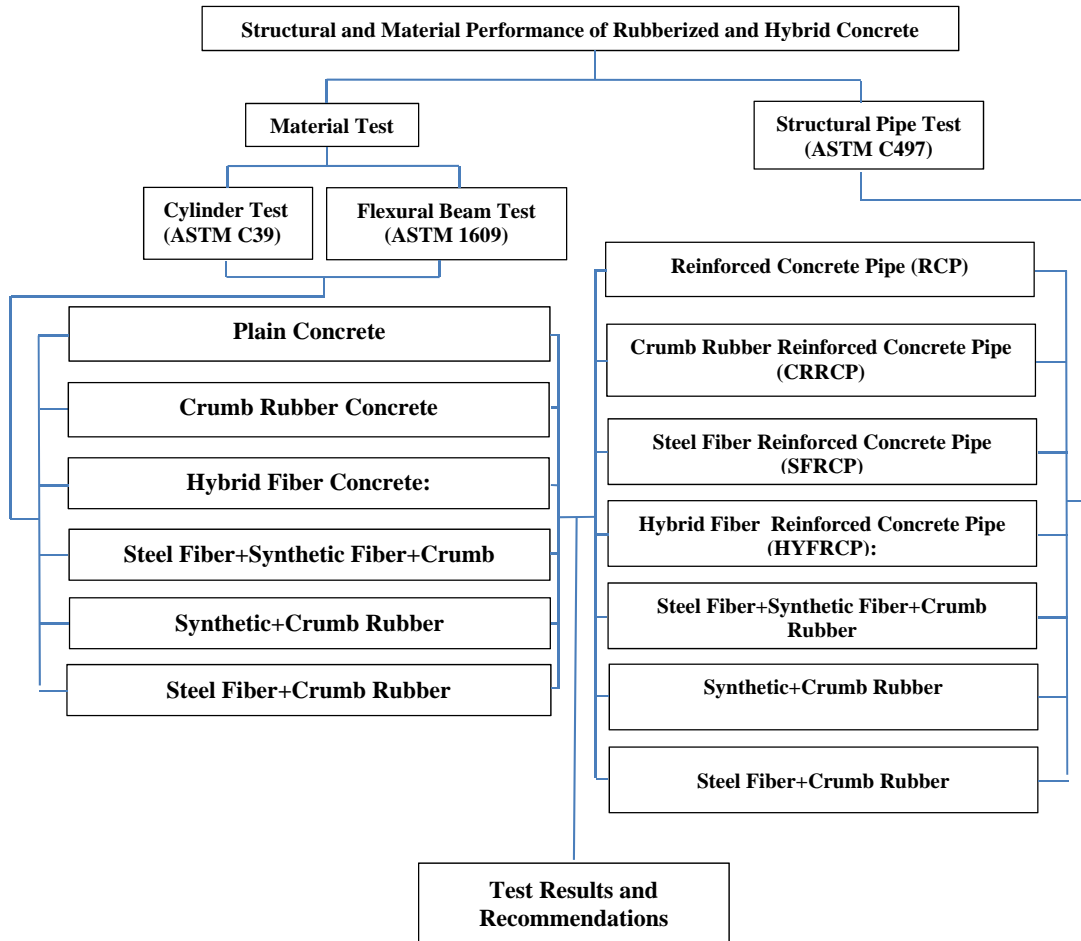 Structural and Material Performance of Rubberized and Hybrid Concrete
Material Test
Structural Pipe Test
(ASTM C497)
Cylinder Test
(ASTM C39)
Flexural Beam Test
(ASTM 1609)
Plain Concrete
Crumb Rubber Concrete
Hybrid Fiber Concrete:
Steel Fiber+Synthetic Fiber+Crumb
Synthetic+Crumb Rubber
Steel Fiber+Crumb Rubber
Reinforced Concrete Pipe (RCP)
Crumb Rubber Reinforced Concrete Pipe
(CRRCP)
Steel Fiber Reinforced Concrete Pipe
(SFRCP)
Hybrid Fiber  Reinforced Concrete Pipe
(HYFRCP):
Steel Fiber+Synthetic Fiber+Crumb
Rubber
Synthetic+Crumb Rubber
Steel Fiber+Crumb Rubber
Test Results and
Recommendations